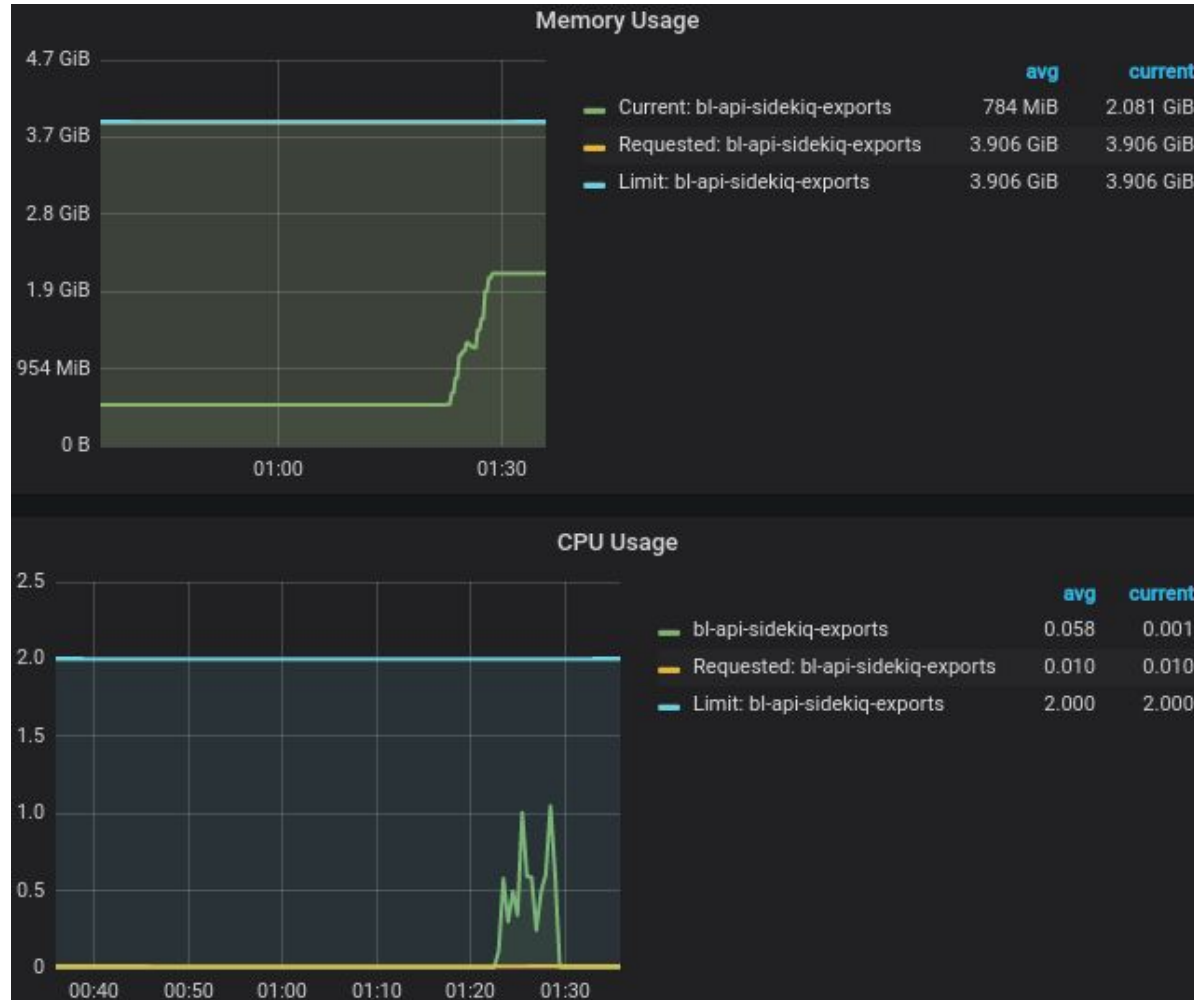 Memory Usage
4.7 GiB
3.7 GiB
2.8 GiB
1.9 GiB
954 MiB
0 B
01:00 01:30
avg current
Current: bl-api-sidekiq-exports 784 MiB 2.081 GiB
Requested: bl-api-sidekiq-exports 3.906 GiB 3.906 GiB
Limit: bl-api-sidekiq-exports 3.906 GiB 3.906 GiB
CPU Usage
2.5
2.0
1.5
1.0
0.5
0
00:40 00:50 01:00 01:10 01:20 01:30
avg current
bl-api-sidekiq-exports 0.058 0.001
Requested: bl-api-sidekiq-exports 0.010 0.010
Limit: bl-api-sidekiq-exports 2.000 2.000